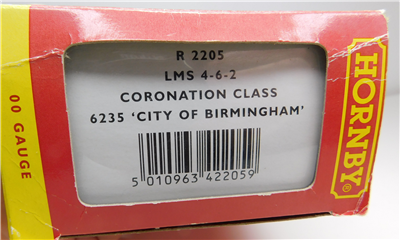 R 2205
LMS 4-6-2
CORONATION CLASS
6235 'CITY OF BIRMINGHAM'
5 010963 422059
00 GAUGE
HORNBY®